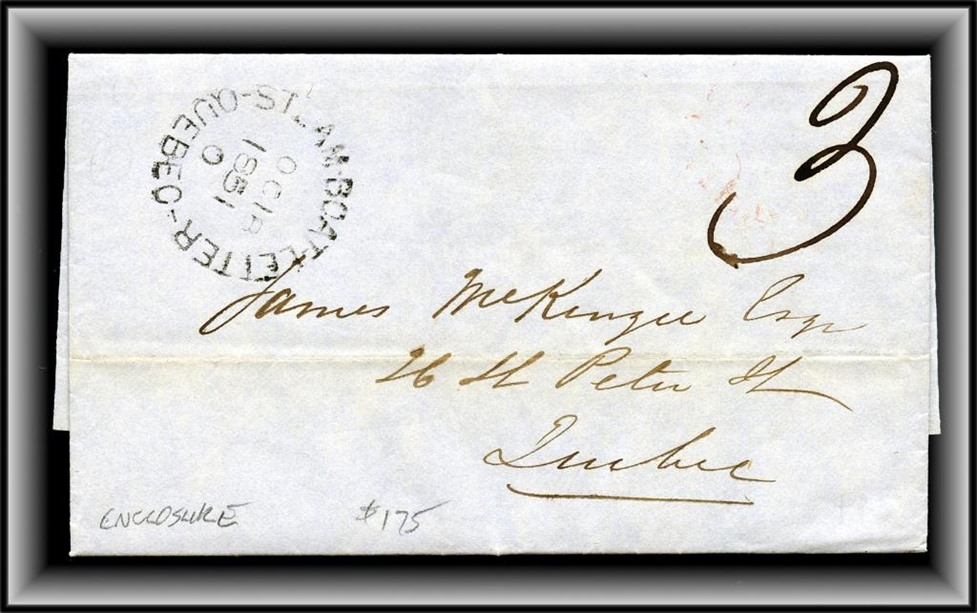 STEAM-BOAT-LETTER-QUEBEC-
OC 18
1851
3
James McKenzie Esqr
26 St Peter St
Quebec
ENCLOSURE
$175